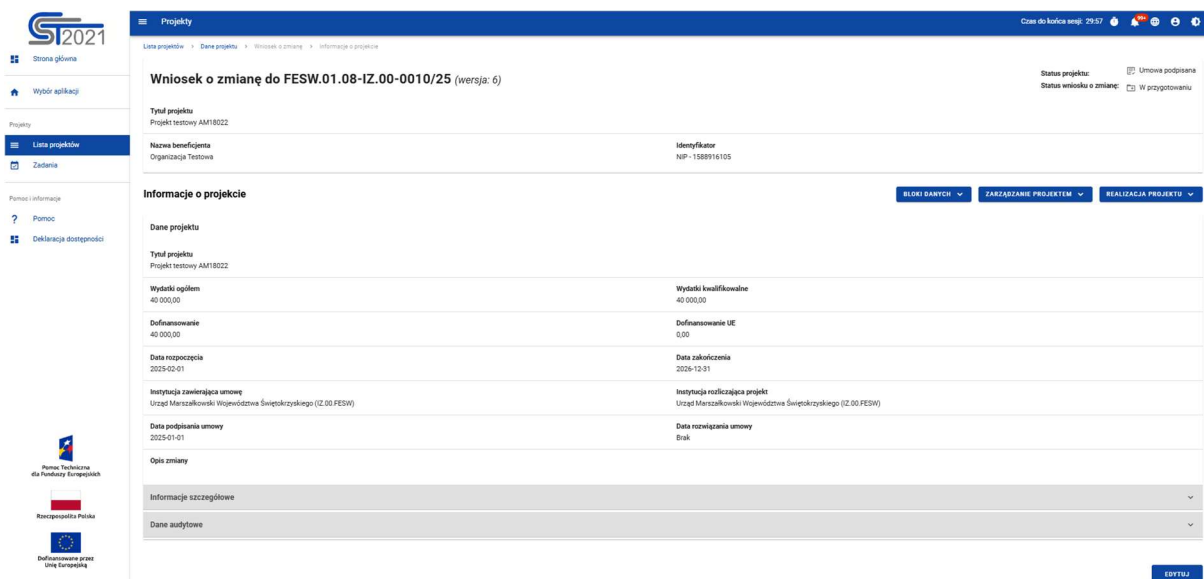 CST2021
Strona główna
Wybór aplikacji
Projekty
Lista projektów
Zadania
Pomoc i informacje
? Pomoc
Deklaracja dostępności
Pomoc Techniczna
dla Funduszy Europejskich
Rzeczpospolita Polska
Dofinansowane przez
Unię Europejską
Projekty
Czas do końca sesji: 29:57
99+
Lista projektów > Dane projektu > Wniosek o zmianę > Informacje o projekcie
Wniosek o zmianę do FESW.01.08-IZ.00-0010/25 (wersja: 6)
Status projektu: Umowa podpisana
Status wniosku o zmianę: W przygotowaniu
Tytuł projektu
Projekt testowy AM18022
Nazwa beneficjenta
Organizacja Testowa
Identyfikator
NIP - 1588916105
Informacje o projekcie
BLOKI DANYCH
ZARZĄDZANIE PROJEKTEM
REALIZACJA PROJEKTU
Dane projektu
Tytuł projektu
Projekt testowy AM18022
Wydatki ogółem
40 000,00
Wydatki kwalifikowalne
40 000,00
Dofinansowanie
40 000,00
Dofinansowanie UE
0,00
Data rozpoczęcia
2025-02-01
Data zakończenia
2026-12-31
Instytucja zawierająca umowę
Urząd Marszałkowski Województwa Świętokrzyskiego (IZ.00.FESW)
Instytucja rozliczająca projekt
Urząd Marszałkowski Województwa Świętokrzyskiego (IZ.00.FESW)
Data podpisania umowy
2025-01-01
Data rozwiązania umowy
Brak
Opis zmiany
Informacje szczegółowe
Dane audytowe
EDYTUJ